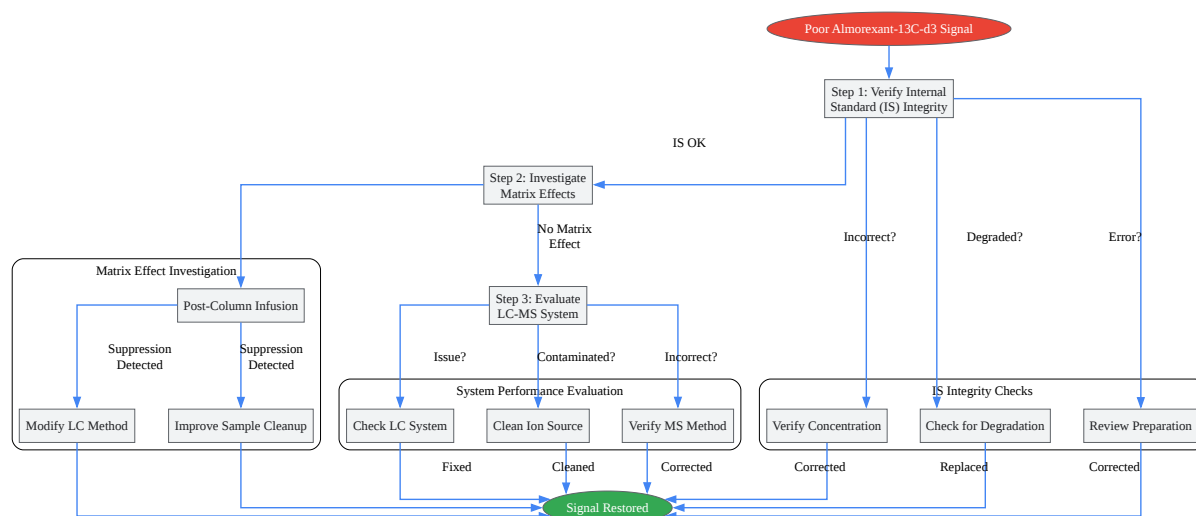 Poor Almorexant-13C-d3 Signal
Step 1: Verify Internal
Standard (IS) Integrity
IS OK
Step 2: Investigate
Matrix Effects
No Matrix
Effect
Incorrect?
Degraded?
Error?
Matrix Effect Investigation
Post-Column Infusion
Step 3: Evaluate
LC-MS System
Suppression
Detected
Suppression
Detected
Issue?
Contaminated?
Incorrect?
System Performance Evaluation
IS Integrity Checks
Modify LC Method
Improve Sample Cleanup
Check LC System
Clean Ion Source
Verify MS Method
Verify Concentration
Check for Degradation
Review Preparation
Fixed
Cleaned
Corrected
Corrected
Replaced
Corrected
Signal Restored